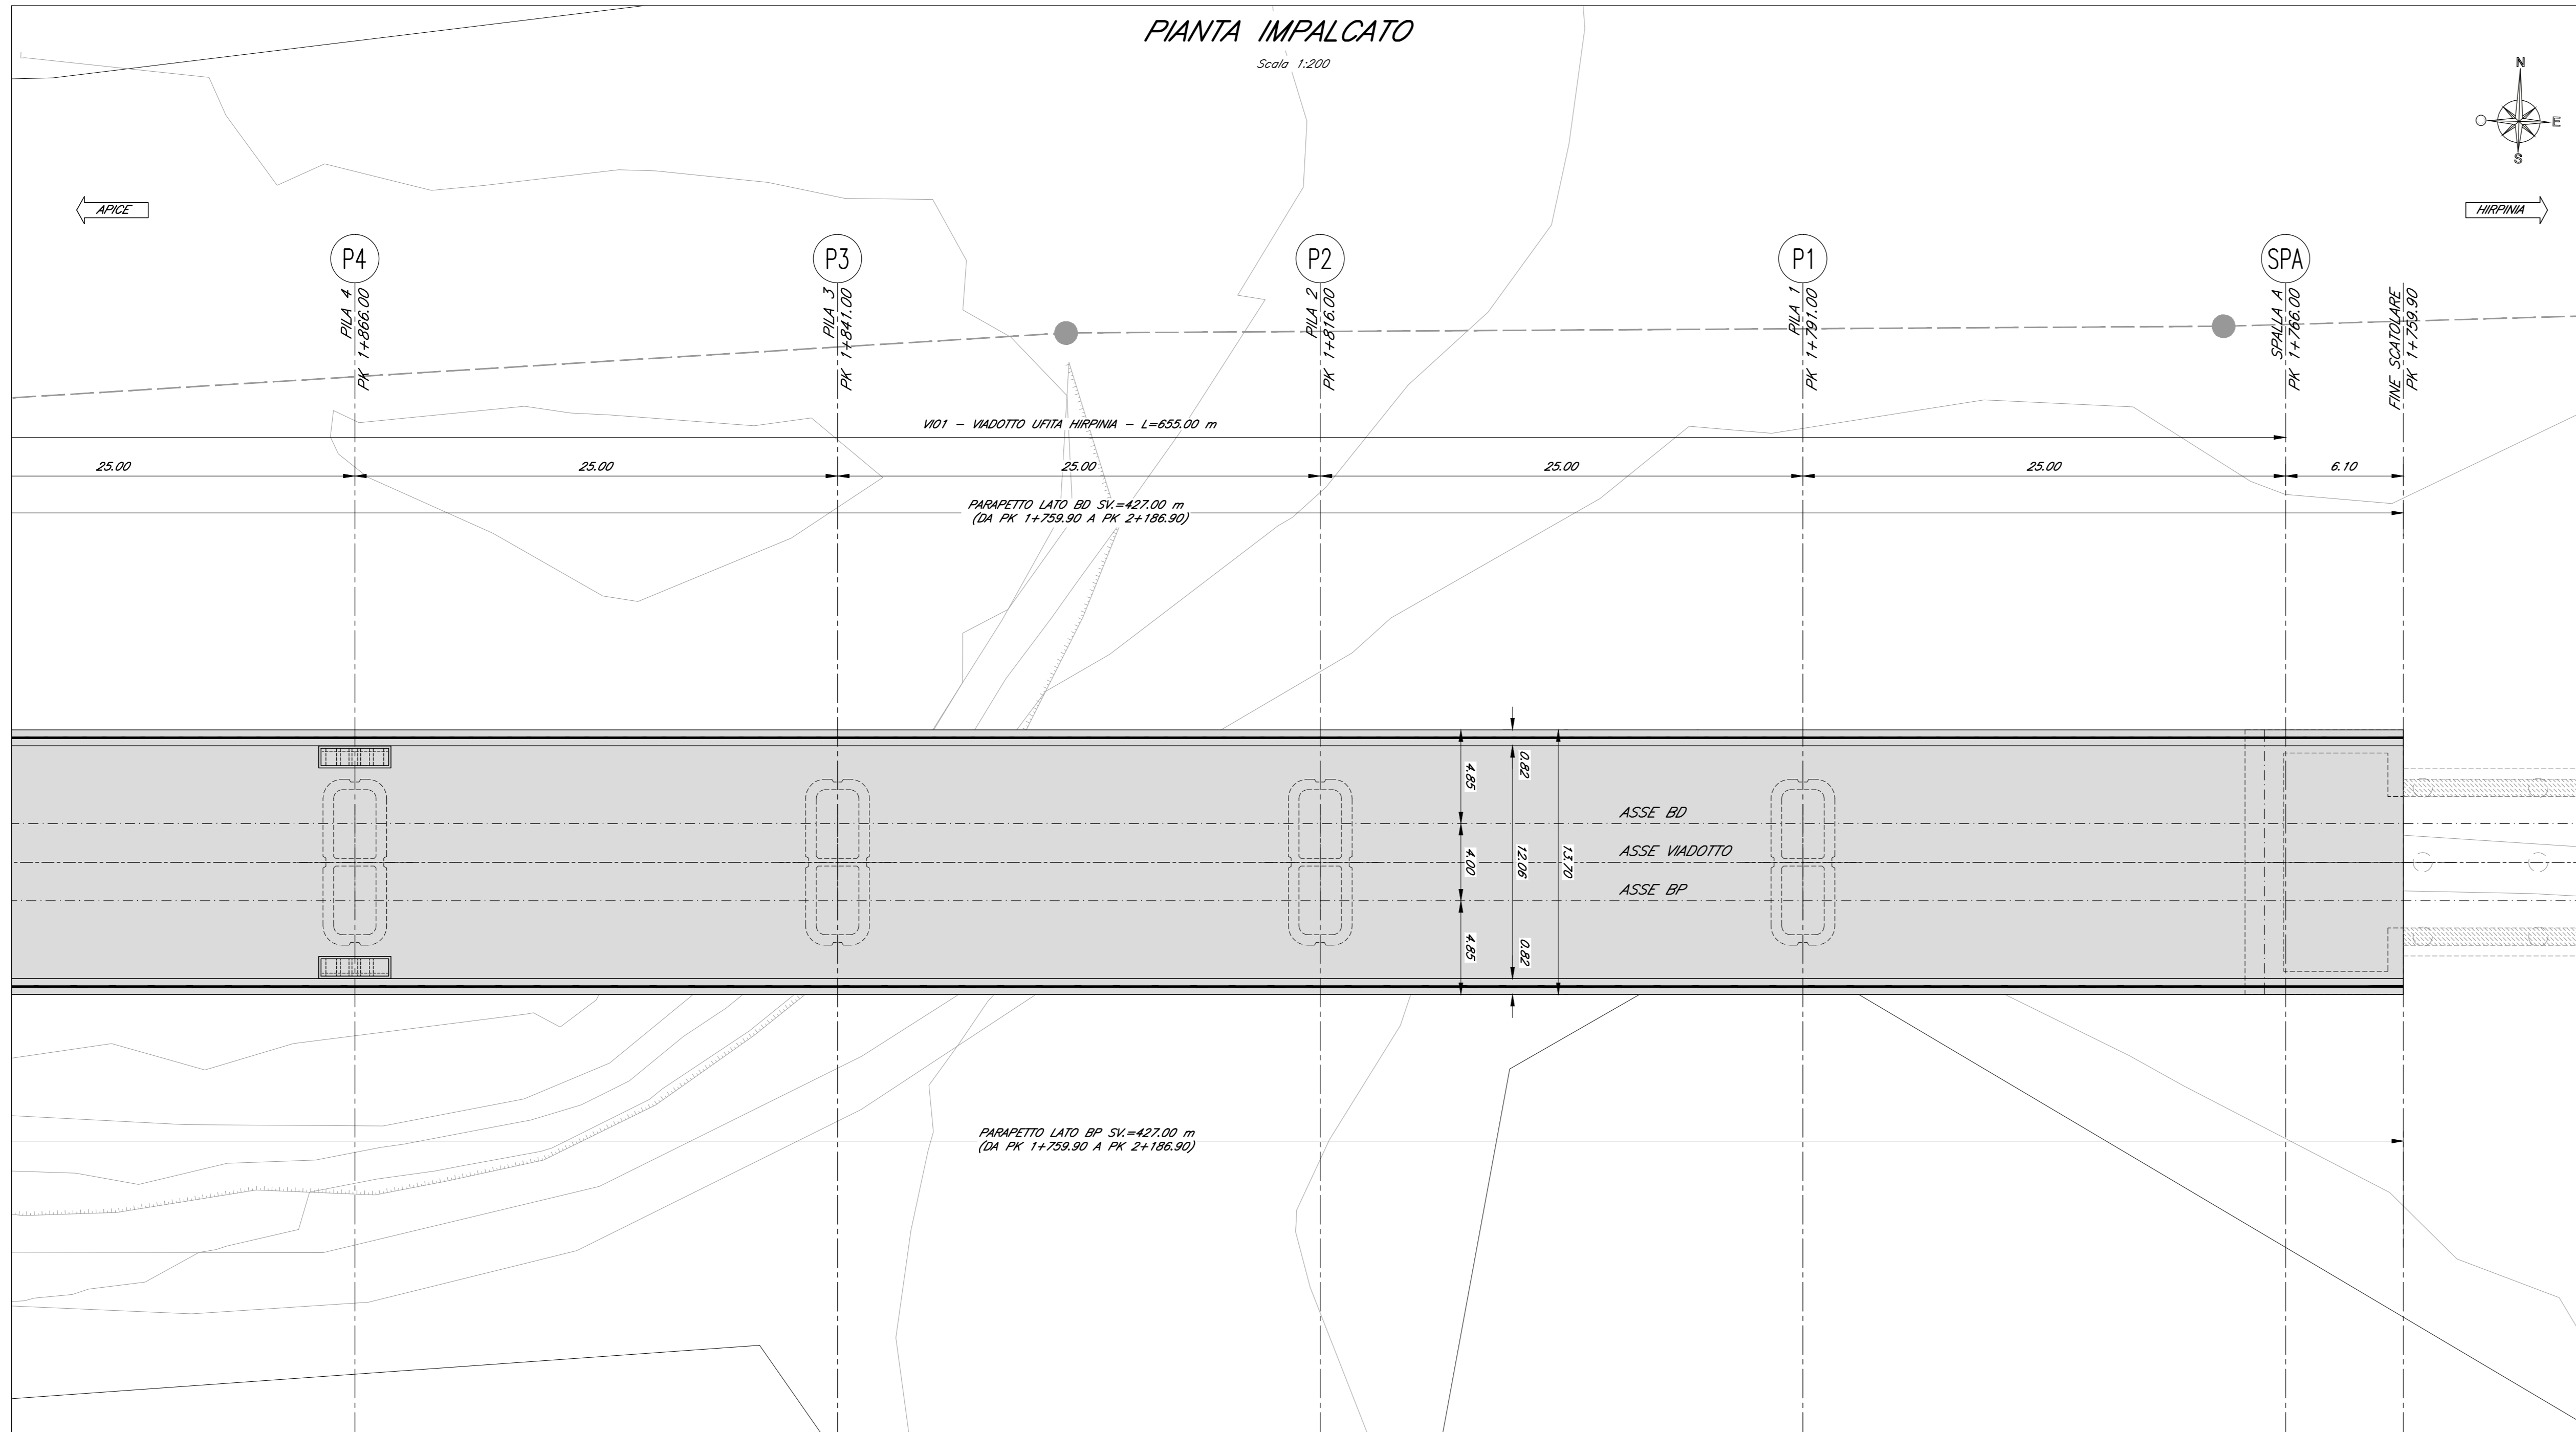 PIANTA IMPALCATO
Scala 1:200
N
O
E
S
APICE
HIRPINIA
P4
P3
P2
P1
SPA
PILA 4
PK 1+866.00
PILA 3
PK 1+841.00
PILA 2
PK 1+816.00
PILA 1
PK 1+791.00
SPALLA A
PK 1+766.00
FINE SCATOLARE
PK 1+759.90
VI01 - VIADOTTO UFITA HIRPINIA - L=655.00 m
25.00
25.00
25.00
25.00
25.00
6.10
PARAPETTO LATO BD SV.=427.00 m
(DA PK 1+759.90 A PK 2+186.90)
4.85
0.82
ASSE BD
4.00
12.06
13.70
ASSE VIADOTTO
ASSE BP
4.85
0.82
PARAPETTO LATO BP SV.=427.00 m
(DA PK 1+759.90 A PK 2+186.90)